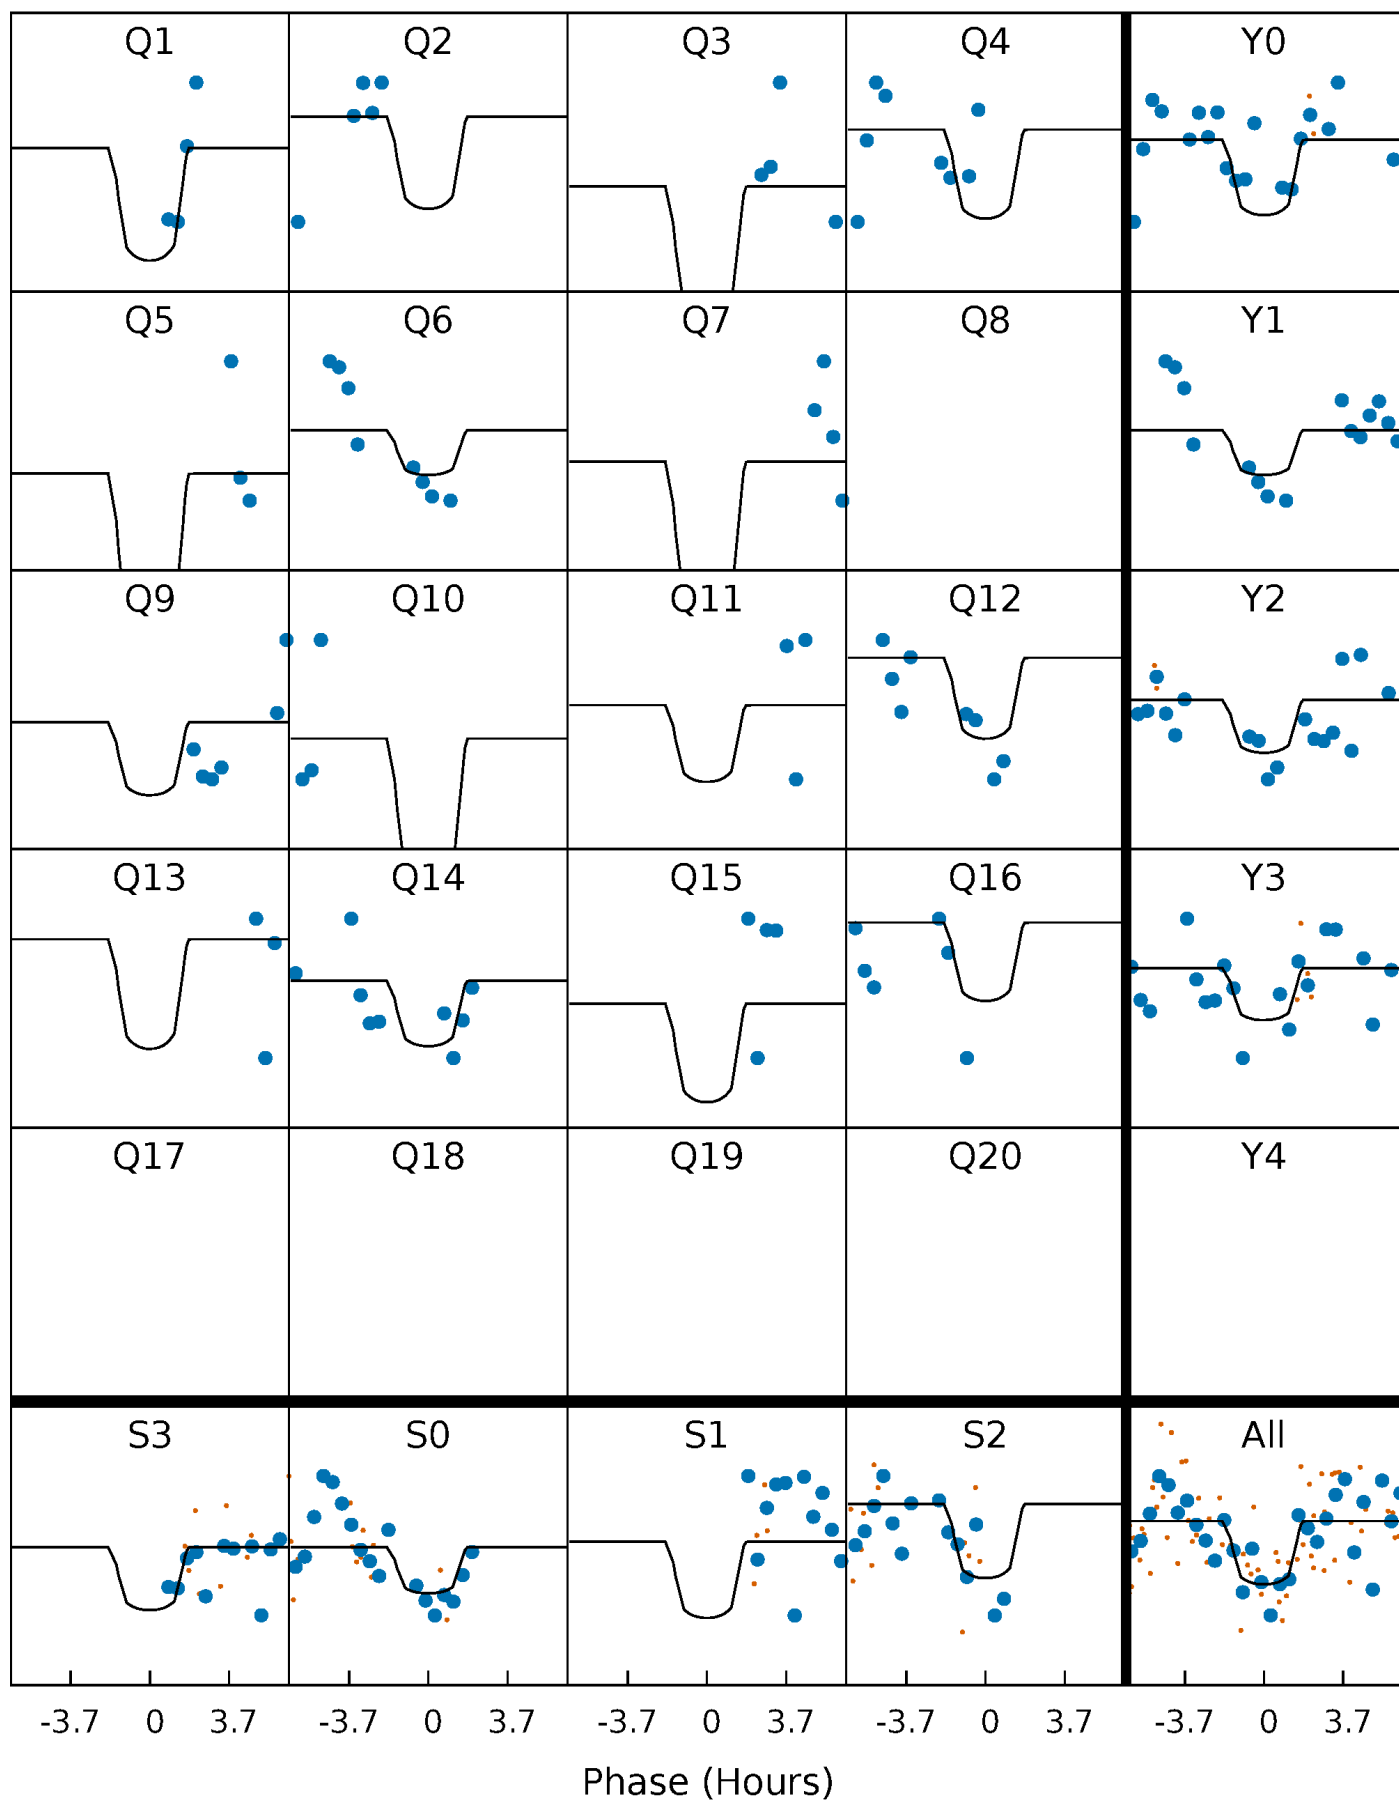 Q1 Q2 Q3 Q4 Y0
Q5 Q6 Q7 Q8 Y1
Q9 Q10 Q11 Q12 Y2
Q13 Q14 Q15 Q16 Y3
Q17 Q18 Q19 Q20 Y4
S3 S0 S1 S2 All
-3.7 0 3.7 -3.7 0 3.7 -3.7 0 3.7 -3.7 0 3.7 -3.7 0 3.7
Phase (Hours)